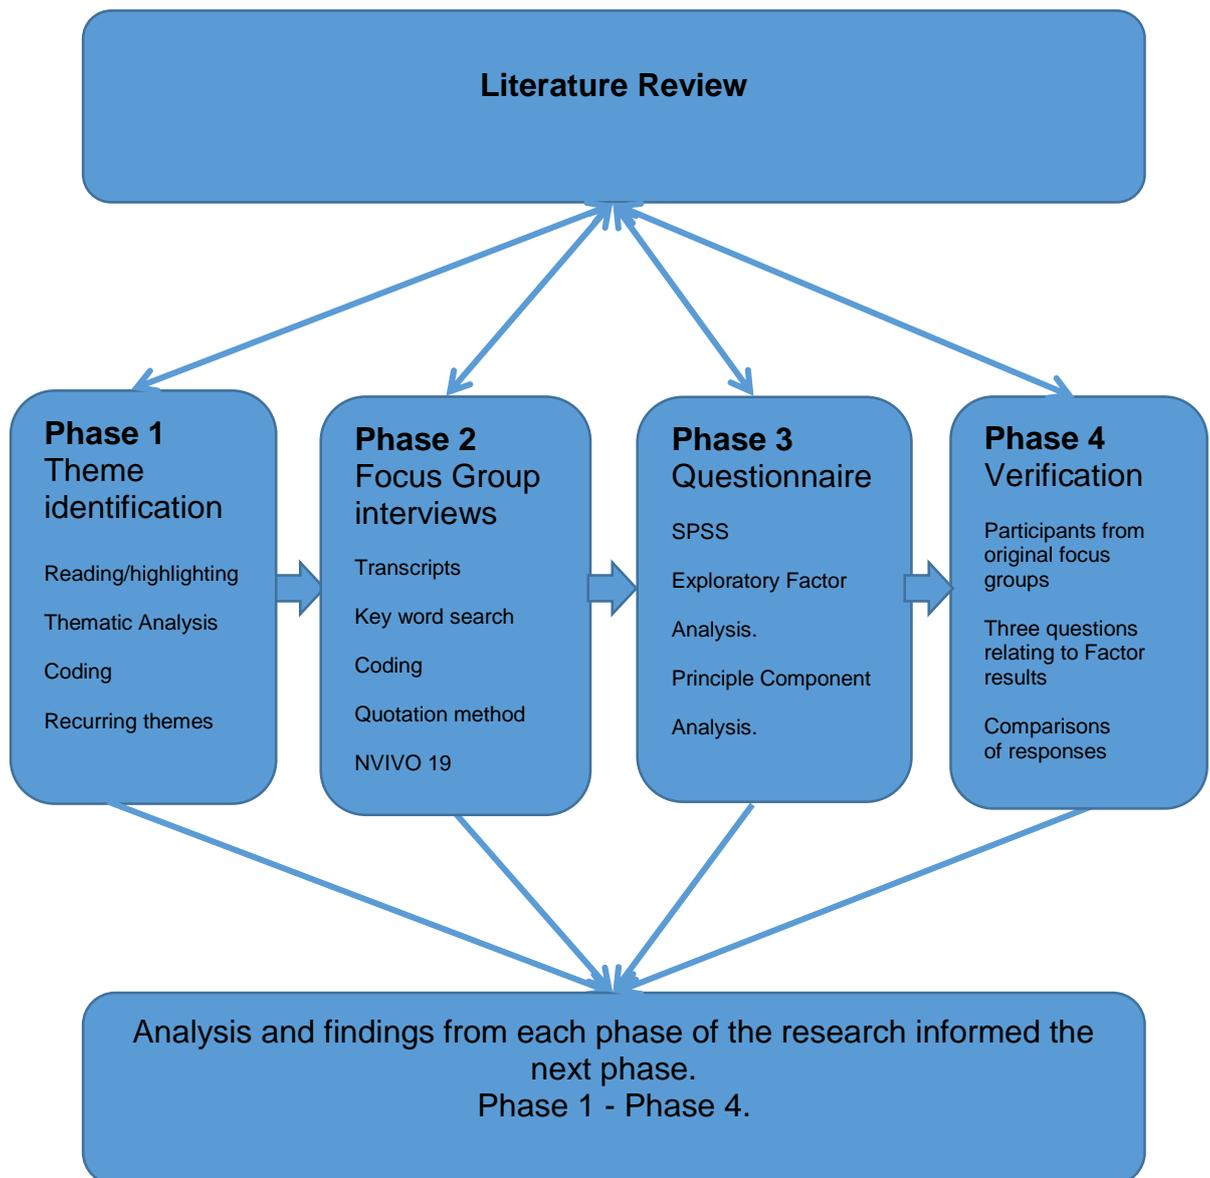 Literature Review
Phase 1
Theme
identification
Reading/highlighting
Thematic Analysis
Coding
Recurring themes
Phase 2
Focus Group
interviews
Transcripts
Key word search
Coding
Quotation method
NVIVO 19
Phase 3
Questionnaire
SPSS
Exploratory Factor
Analysis.
Principle Component
Analysis.
Phase 4
Verification
Participants from
original focus
groups
Three questions
relating to Factor
results
Comparisons
of responses
Analysis and findings from each phase of the research informed the
next phase.
Phase 1 - Phase 4.